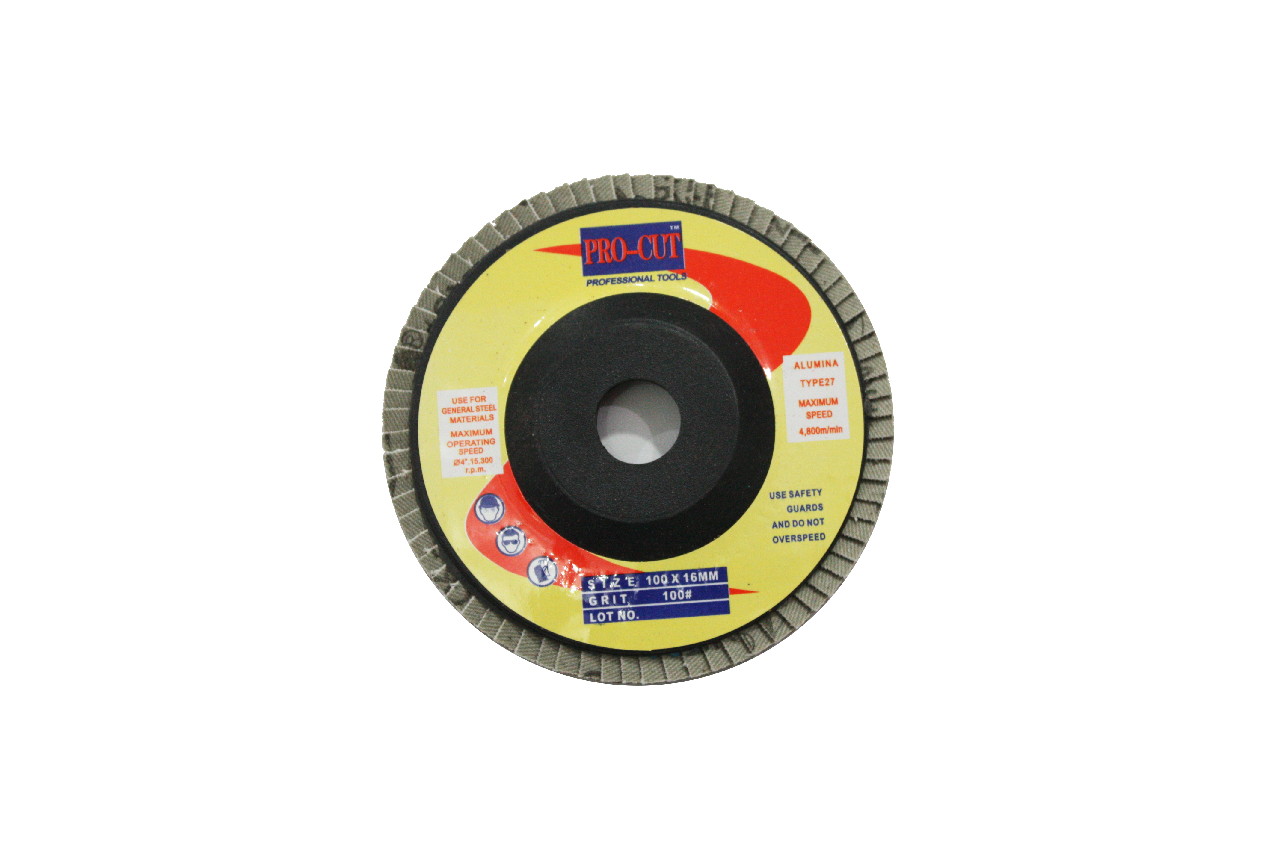 PRO-CUT™
PROFESSIONAL TOOLS
ALUMINA
TYPE27
MAXIMUM
SPEED
4,800m/min
USE FOR
GENERAL STEEL
MATERIALS
MAXIMUM
OPERATING
SPEED
Ø4" 15,300
r.p.m.
USE SAFETY
GUARDS
AND DO NOT
OVERSPEED
SIZE 100 X 16MM
GRIT 100#
LOT NO.